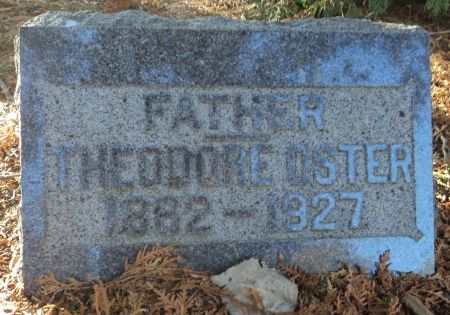 FATHER
THEODORE OSTER
1862-1927